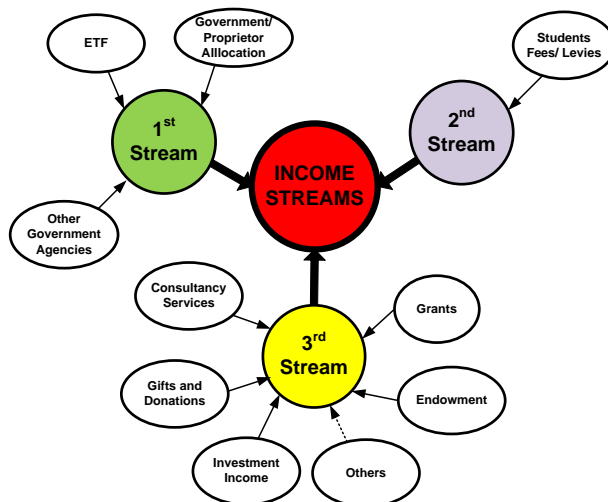 ETF
Government/
Proprietor
Alllocation
Students
Fees/ Levies
1st
Stream
2nd
Stream
INCOME
STREAMS
Other
Government
Agencies
Consultancy
Services
Grants
3rd
Stream
Gifts and
Donations
Endowment
Investment
Income
Others